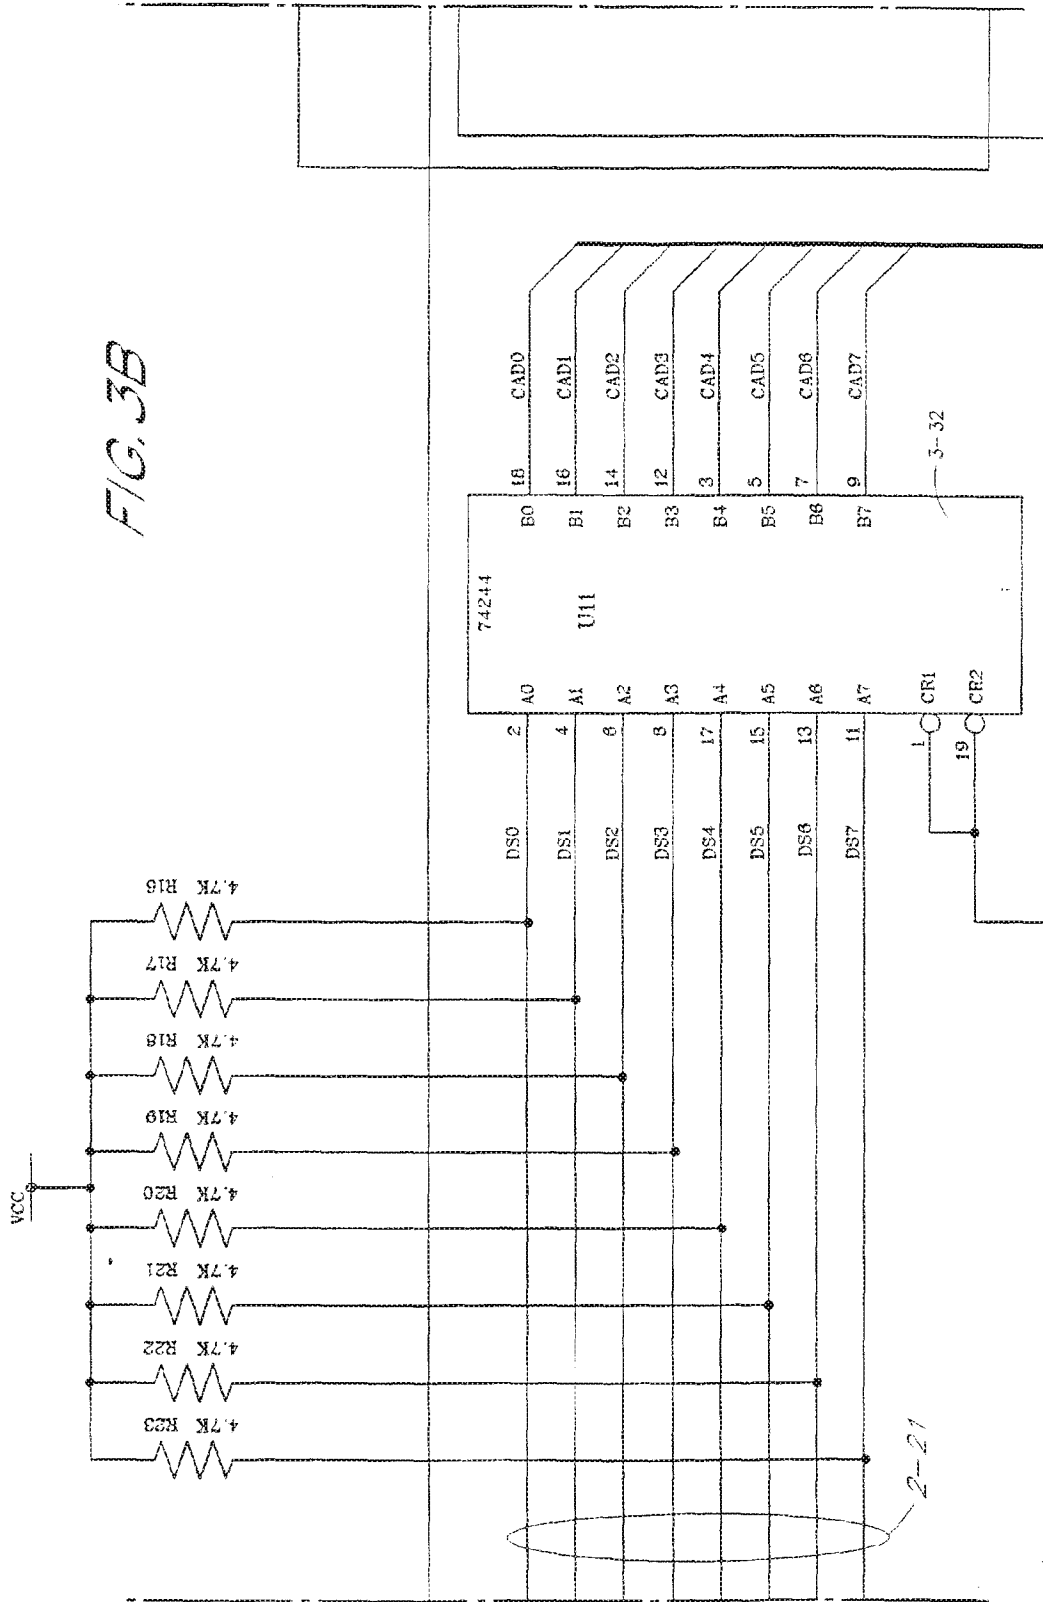 FIG. 3B
VCC
R23 4.7K
R22 4.7K
R21 4.7K
R20 4.7K
R19 4.7K
R18 4.7K
R17 4.7K
R16 4.7K
74244
U11
DS0 2 A0
DS1 4 A1
DS2 6 A2
DS3 8 A3
DS4 17 A4
DS5 15 A5
DS6 13 A6
DS7 11 A7
1 CR1
19 CR2
B0 18 CAD0
B1 16 CAD1
B2 14 CAD2
B3 12 CAD3
B4 3 CAD4
B5 5 CAD5
B6 7 CAD6
B7 9 CAD7
3-32
2-21